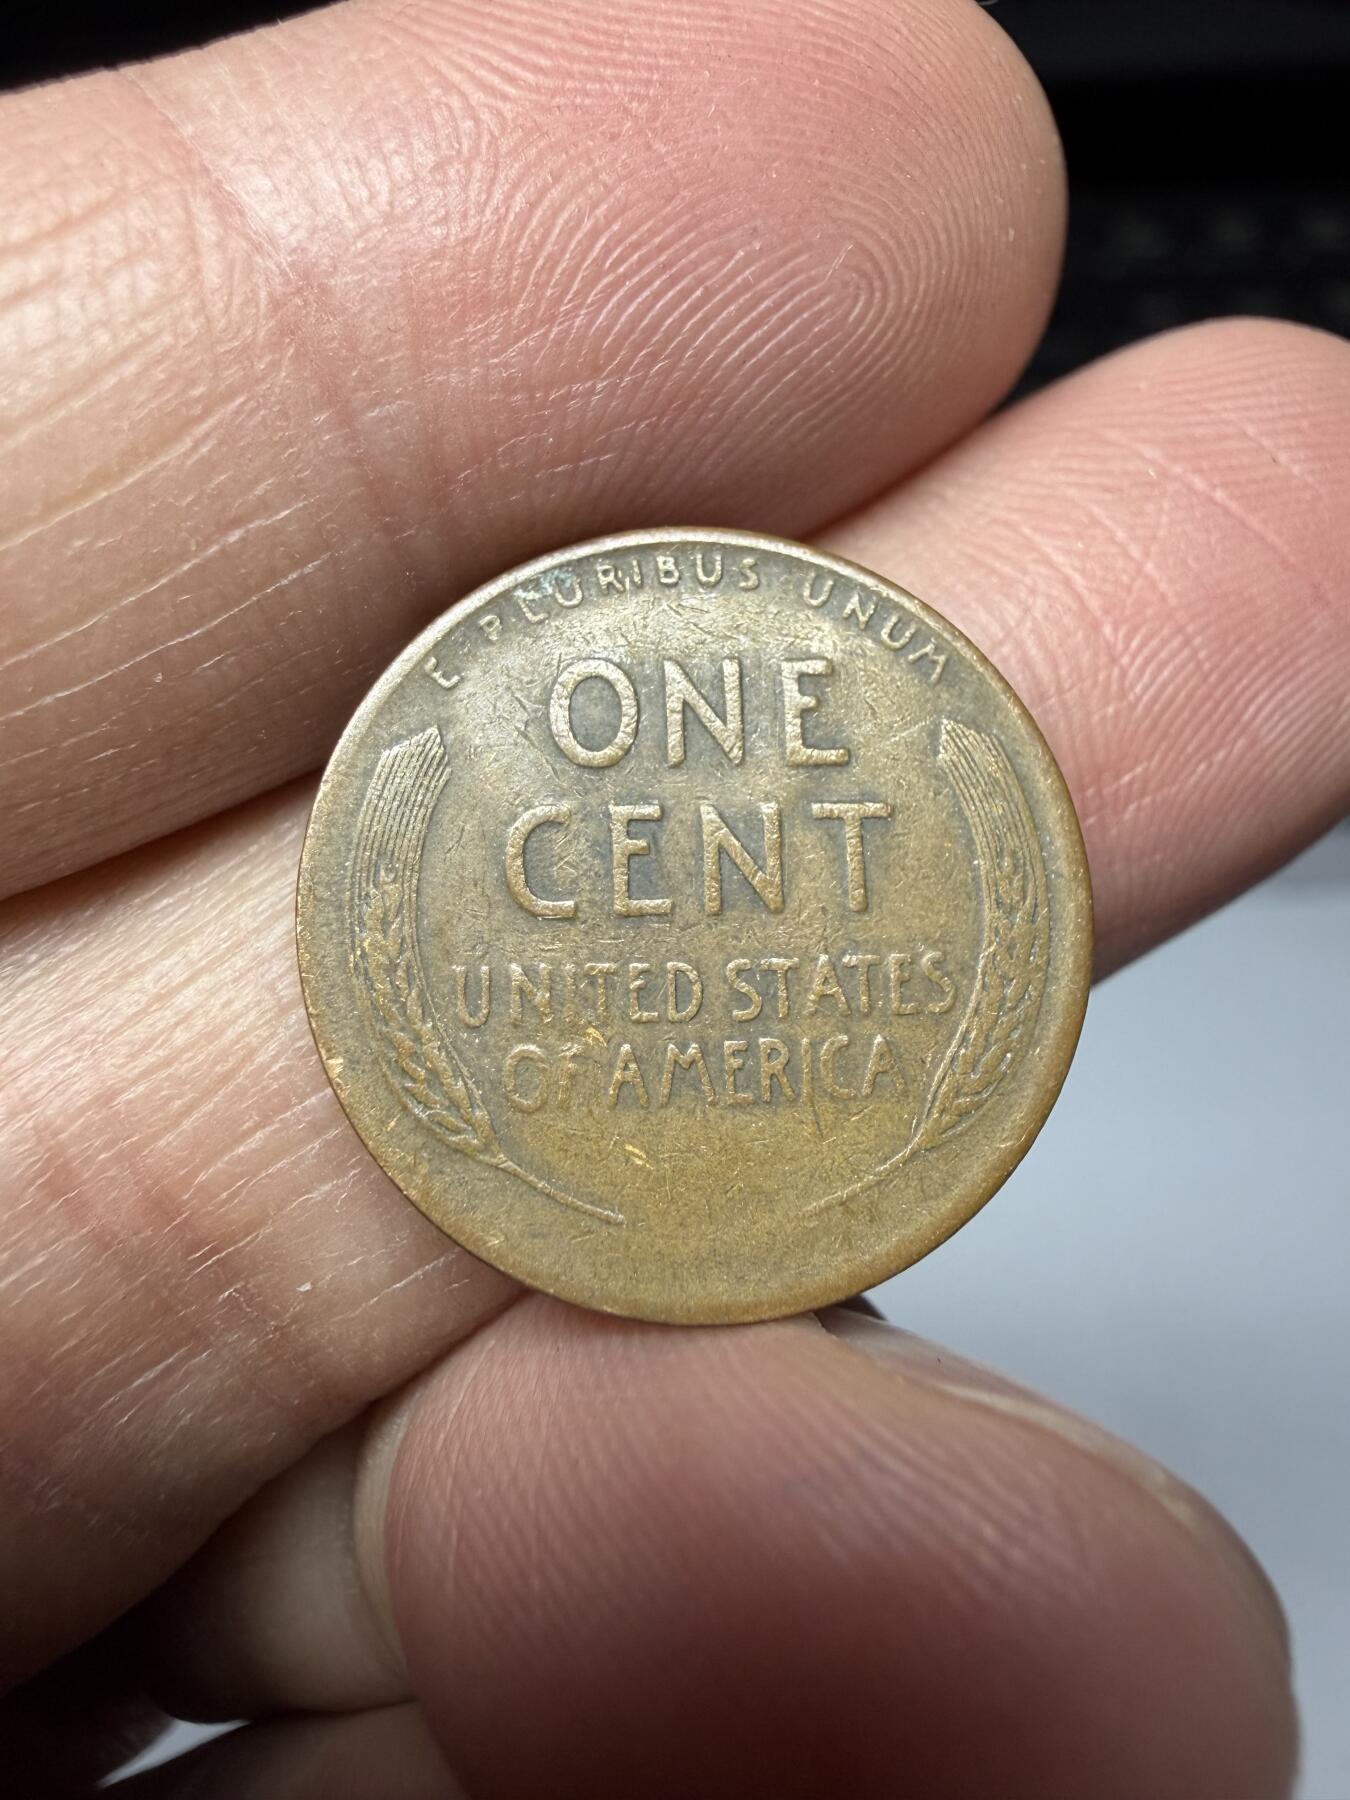 E·PLURIBUS·UNUM
ONE
CENT
UNITED STATES
OF AMERICA